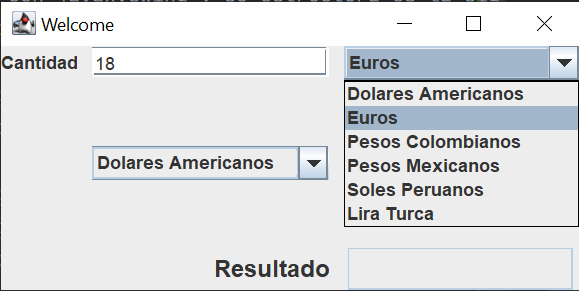 Welcome
Cantidad 18 Euros
Dolares Americanos
Euros
Pesos Colombianos
Dolares Americanos Pesos Mexicanos
Soles Peruanos
Lira Turca
Resultado